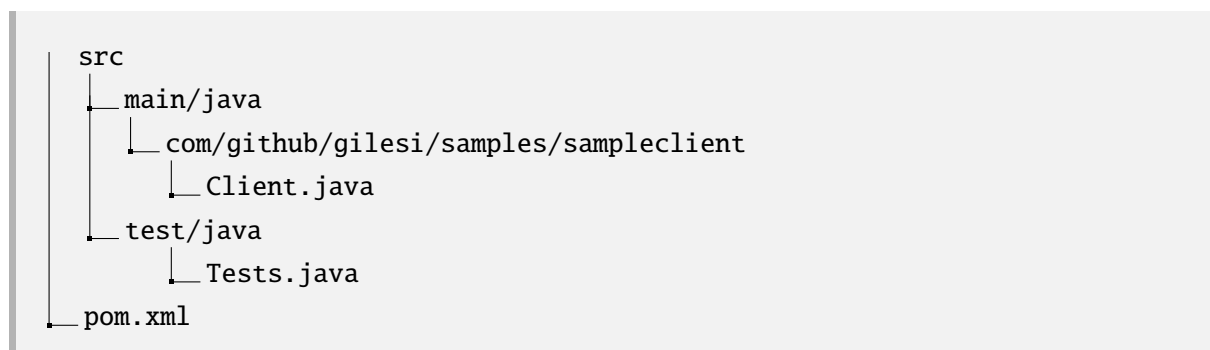 src
main/java
com/github/gilesi/samples/sampleclient
Client.java
test/java
Tests.java
pom.xml